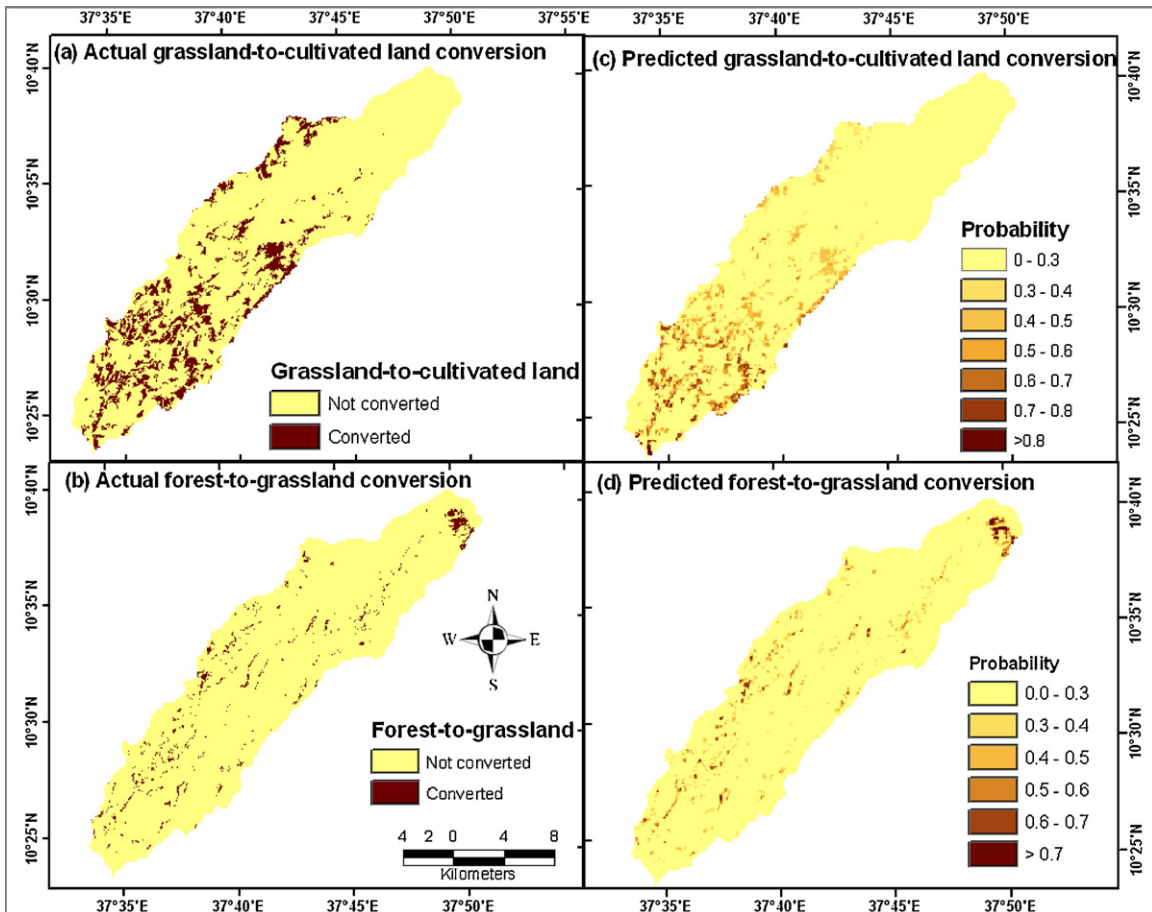 37°35'E 37°40'E 37°45'E 37°50'E 37°55'E 37°35'E 37°40'E 37°45'E 37°50'E
(a) Actual grassland-to-cultivated land conversion
10°40'N
10°35'N
10°30'N
10°25'N
Grassland-to-cultivated land
Not converted
Converted
(c) Predicted grassland-to-cultivated land conversion
10°40'N
10°35'N
10°30'N
10°25'N
Probability
0 - 0.3
0.3 - 0.4
0.4 - 0.5
0.5 - 0.6
0.6 - 0.7
0.7 - 0.8
>0.8
(b) Actual forest-to-grassland conversion
10°40'N
10°35'N
10°30'N
10°25'N
N
W E
S
Forest-to-grassland
Not converted
Converted
4 2 0 4 8
Kilometers
(d) Predicted forest-to-grassland conversion
10°40'N
10°35'N
10°30'N
10°25'N
Probability
0.0 - 0.3
0.3 - 0.4
0.4 - 0.5
0.5 - 0.6
0.6 - 0.7
> 0.7
37°35'E 37°40'E 37°45'E 37°50'E 37°35'E 37°40'E 37°45'E 37°50'E